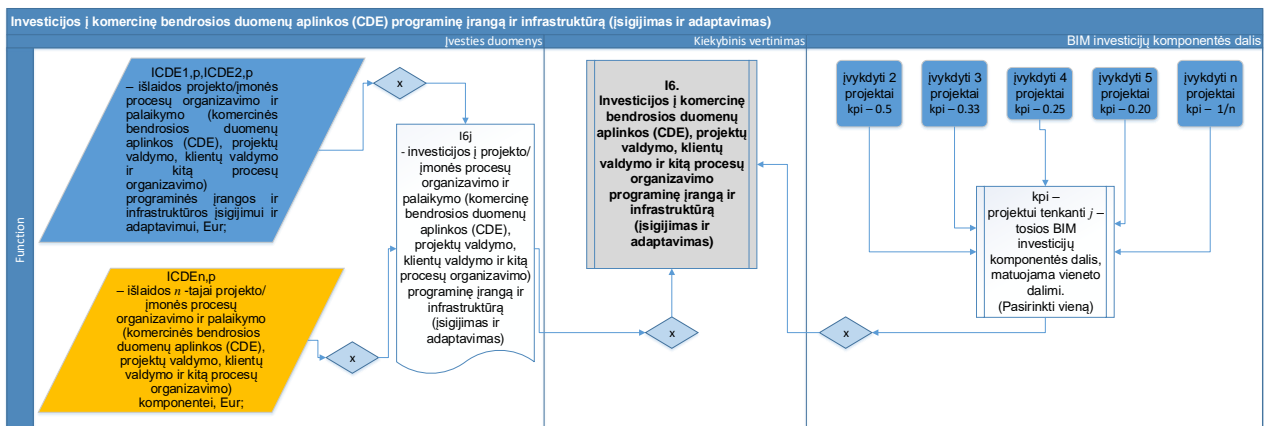 Investicijos į komercinę bendrosios duomenų aplinkos (CDE) programinę įrangą ir infrastruktūrą (įsigijimas ir adaptavimas)
Įvesties duomenys
Kiekybinis vertinimas
BIM investicijų komponentės dalis
Function
ICDE1,p,ICDE2,p
– išlaidos projekto/įmonės
procesų organizavimo ir
palaikymo (komercinės
bendrosios duomenų
aplinkos (CDE), projektų
valdymo, klientų valdymo
ir kitą procesų
organizavimo)
programinės įrangos ir
infrastruktūros įsigijimui ir
adaptavimui, Eur;
x
ICDEn,p
– išlaidos n -tajai projekto/
įmonės procesų
organizavimo ir palaikymo
(komercinės bendrosios
duomenų aplinkos (CDE),
projektų valdymo, klientų
valdymo ir kitą procesų
organizavimo)
komponentei, Eur;
x
I6j
- investicijos į projekto/
įmonės procesų
organizavimo ir
palaikymo (komercinę
bendrosios duomenų
aplinkos (CDE),
projektų valdymo,
klientų valdymo ir kitą
procesų organizavimo)
programinę įrangą ir
infrastruktūrą
(įsigijimas ir
adaptavimas)
I6.
Investicijos į komercinę
bendrosios duomenų
aplinkos (CDE), projektų
valdymo, klientų
valdymo ir kitą procesų
organizavimo
programinę įrangą ir
infrastruktūrą
(įsigijimas ir
adaptavimas)
x
įvykdyti 2
projektai
kpi – 0.5
įvykdyti 3
projektai
kpi – 0.33
įvykdyti 4
projektai
kpi – 0.25
įvykdyti 5
projektai
kpi – 0.20
įvykdyti n
projektai
kpi – 1/n
kpi –
projektui tenkanti j –
tosios BIM
investicijų
komponentės dalis,
matuojama vieneto
dalimi.
(Pasirinkti vieną)
x